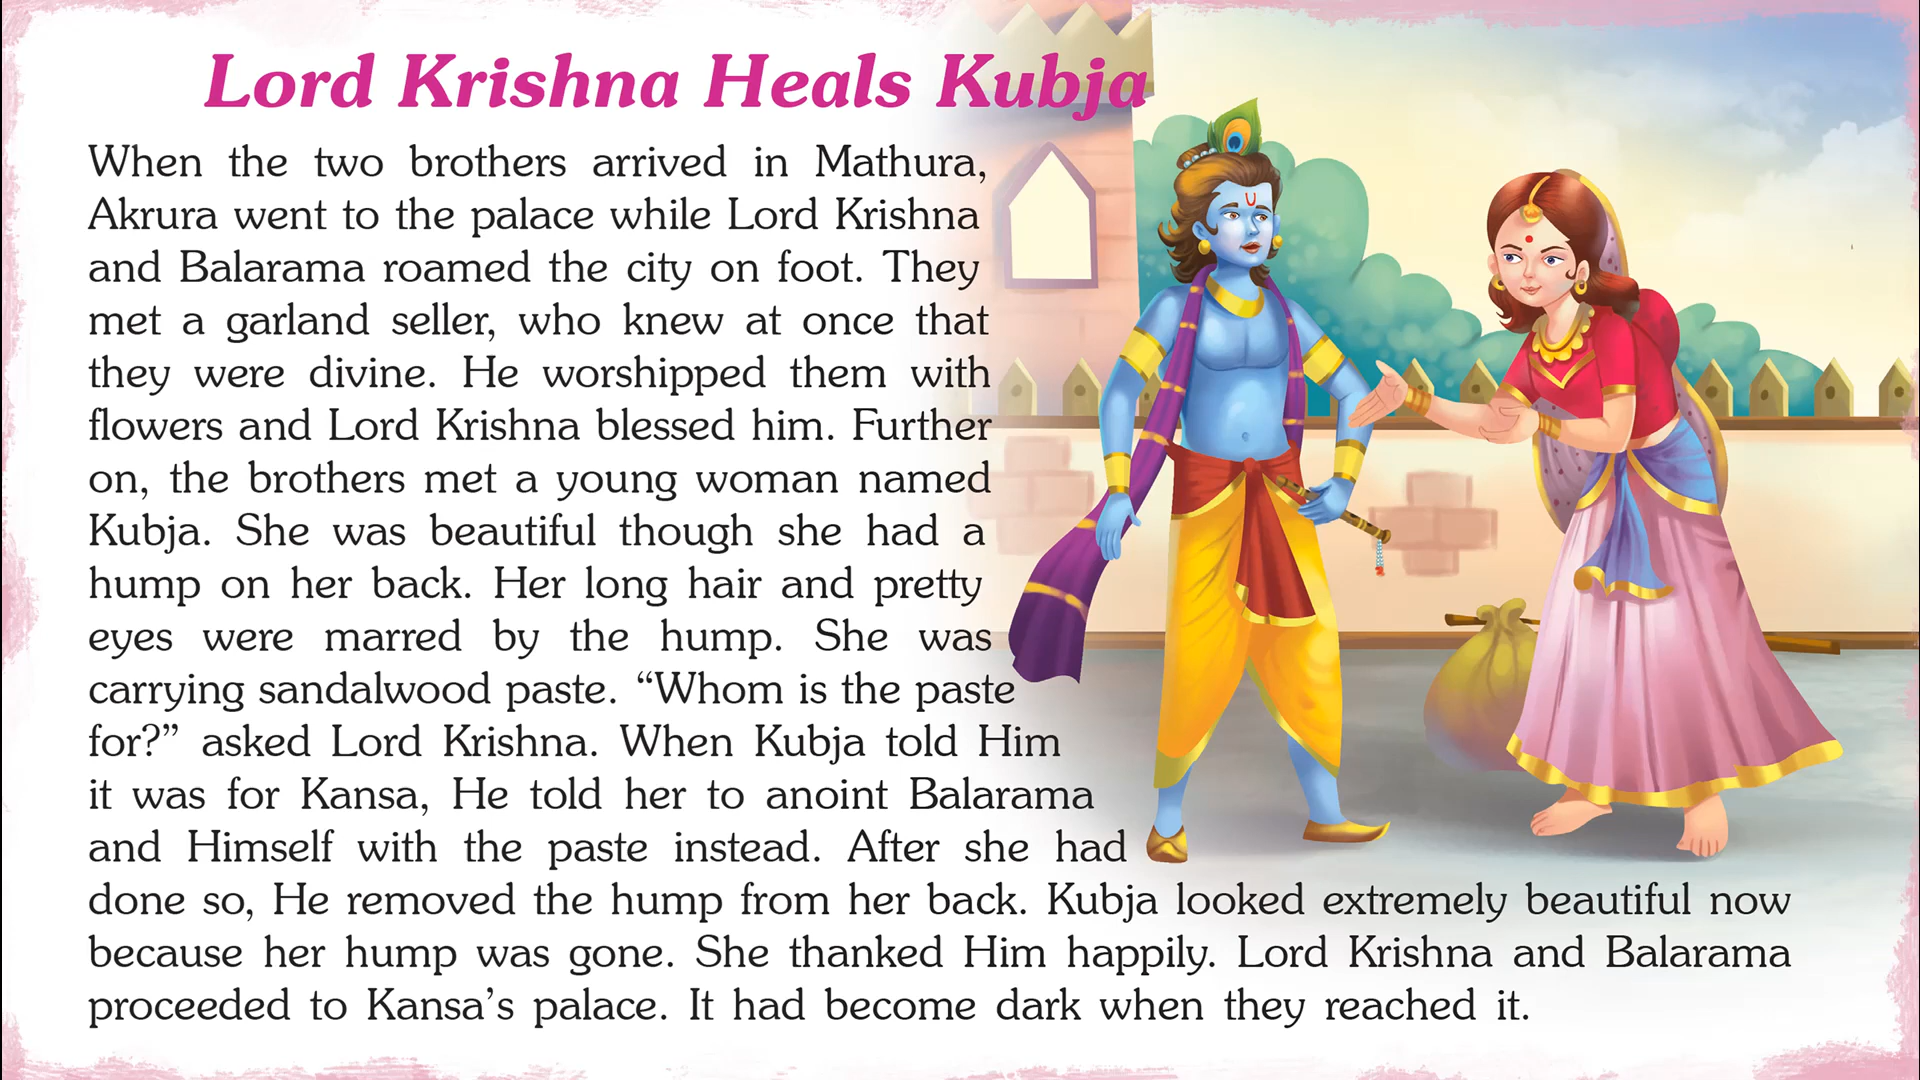 Lord Krishna Heals Kubja
When the two brothers arrived in Mathura,
Akrura went to the palace while Lord Krishna
and Balarama roamed the city on foot. They
met a garland seller, who knew at once that
they were divine. He worshipped them with
flowers and Lord Krishna blessed him. Further
on, the brothers met a young woman named
Kubja. She was beautiful though she had a
hump on her back. Her long hair and pretty
eyes were marred by the hump. She was
carrying sandalwood paste. “Whom is the paste
for?” asked Lord Krishna. When Kubja told Him
it was for Kansa, He told her to anoint Balarama
and Himself with the paste instead. After she had
done so, He removed the hump from her back. Kubja looked extremely beautiful now
because her hump was gone. She thanked Him happily. Lord Krishna and Balarama
proceeded to Kansa’s palace. It had become dark when they reached it.